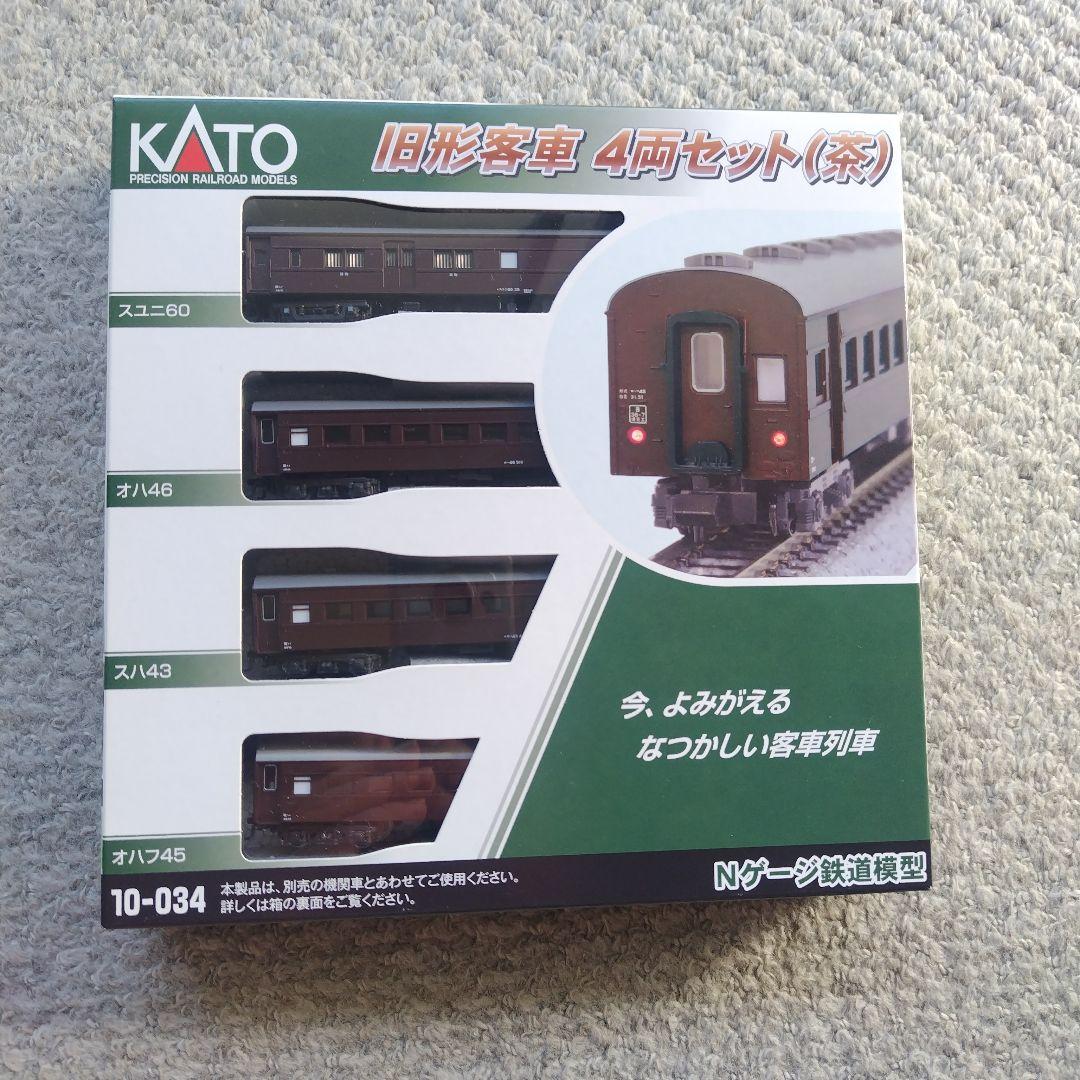 KATO
PRECISION RAILROAD MODELS
旧形客車 4両セット(茶)
スユニ60
オハ46
スハ43
オハフ45
今、よみがえる
なつかしい客車列車
Nゲージ鉄道模型
10-034
本製品は、別売の機関車とあわせてご使用ください。
詳しくは箱の裏面をご覧ください。